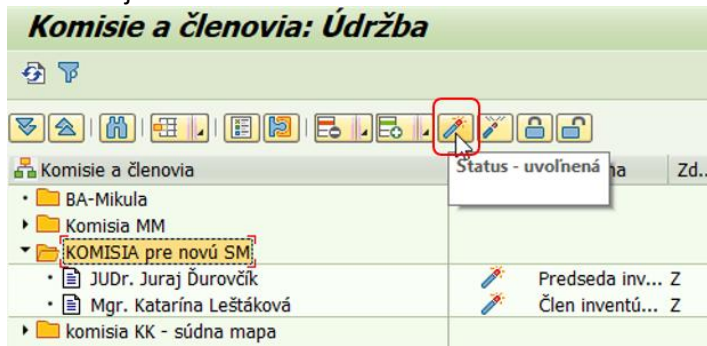 Komisie a členovia: Údržba
Komisie a členovia
Status - uvoľnená
na
Zd..
BA-Mikula
Komisia MM
KOMISIA pre novú SM
JUDr. Juraj Ďurovčík Predseda inv... Z
Mgr. Katarína Leštáková Člen inventú... Z
komisia KK - súdna mapa